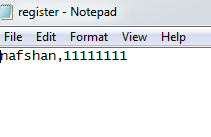 register - Notepad
File Edit Format View Help
nafshan,11111111